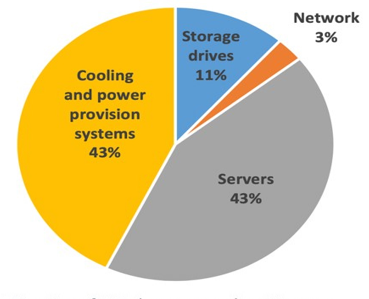 Network
3%
Storage
drives
11%
Cooling
and power
provision
systems
43%
Servers
43%